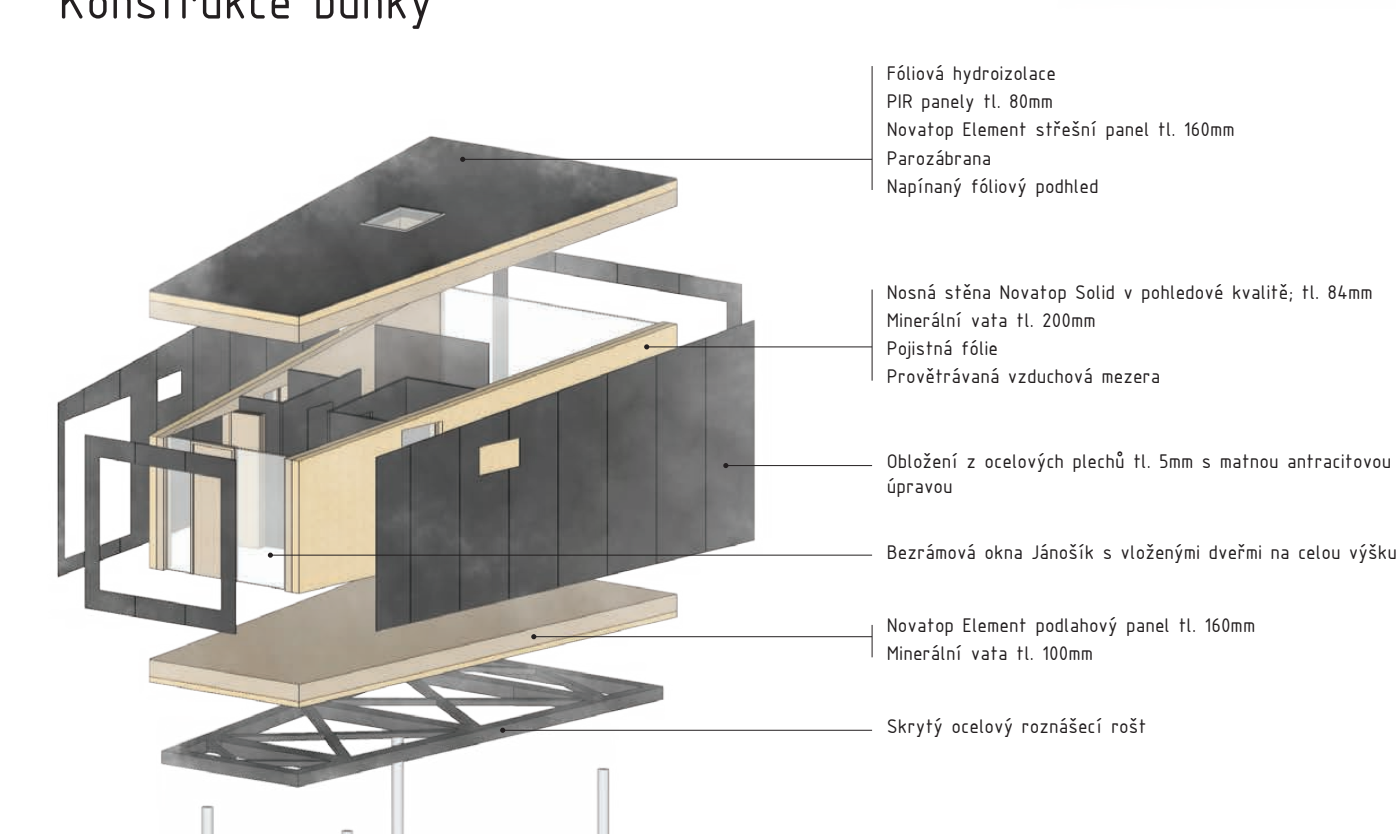 Konstrukce buňky
Fóliová hydroizolace
PIR panely tl. 80mm
Novatop Element střešní panel tl. 160mm
Parozábrana
Napínaný fóliový podhled
Nosná stěna Novatop Solid v pohledové kvalitě; tl. 84mm
Minerální vata tl. 200mm
Pojistná fólie
Provětrávaná vzduchová mezera
Obložení z ocelových plechů tl. 5mm s matnou antracitovou
úpravou
Bezrámová okna Jánošík s vloženými dveřmi na celou výšku
Novatop Element podlahový panel tl. 160mm
Minerální vata tl. 100mm
Skrytý ocelový roznášecí rošt